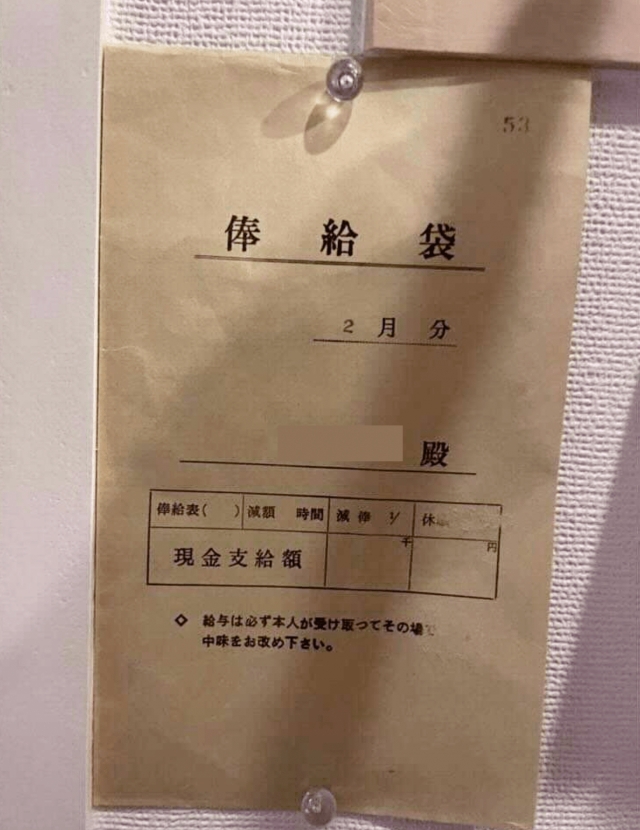 53
俸給袋
2月分
殿
俸給表( ) 減額 時間 減俸 1/ 休
現金支給額 千 円
◇ 給与は必ず本人が受け取ってその場で
中味をお改め下さい。